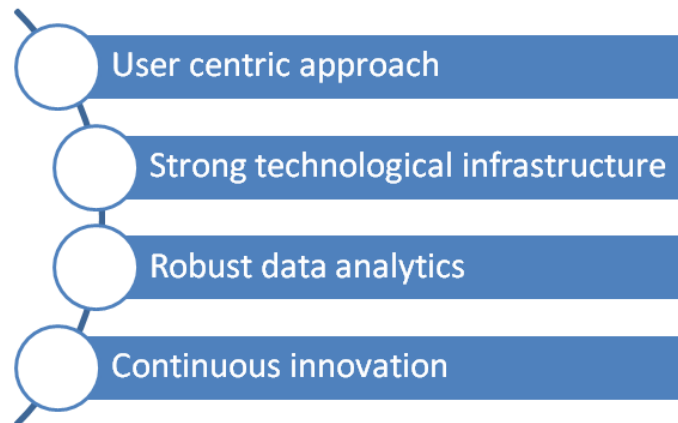 User centric approach
Strong technological infrastructure
Robust data analytics
Continuous innovation